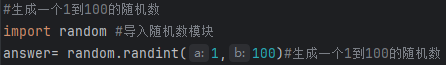 #生成一个1到100的随机数
import random #导入随机数模块
answer= random.randint( a: 1, b: 100)#生成一个1到100的随机数